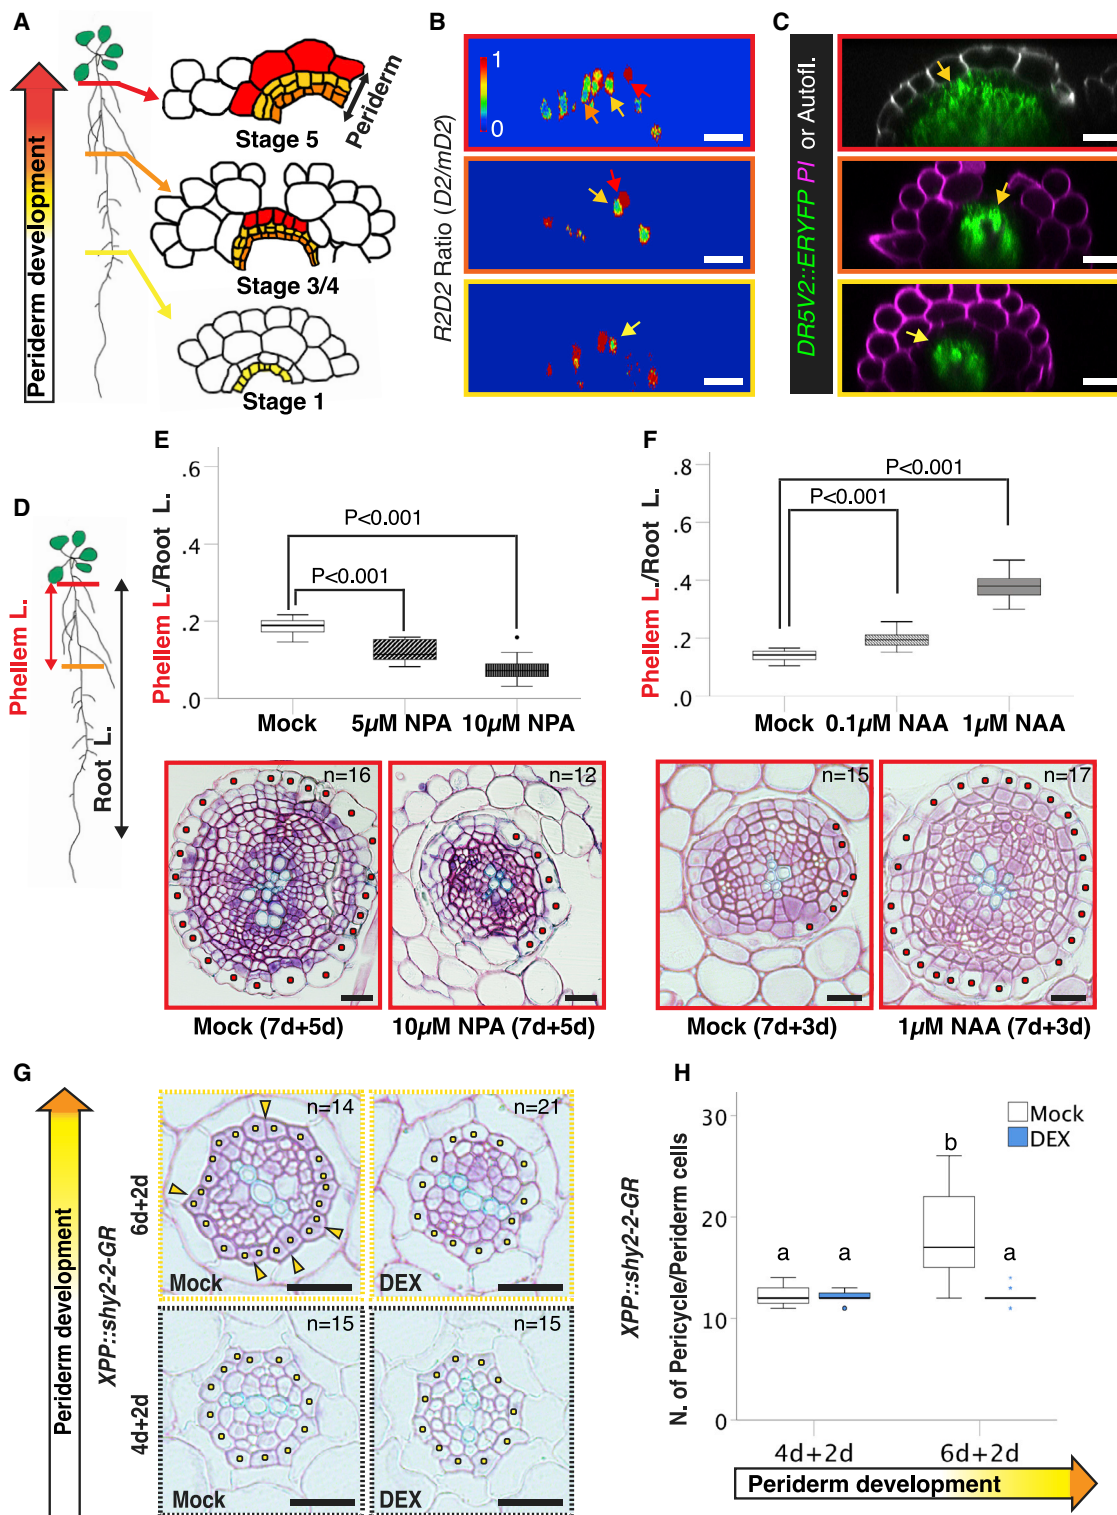 A
Periderm development
Stage 5
Periderm
Stage 3/4
Stage 1
B
R2D2 Ratio (D2/mD2)
1
0
C
DR5V2::ERYFP PI or Autofl.
D
Phellem L.
Root L.
E
Phellem L./Root L.
.6
.4
.2
.0
P<0.001
P<0.001
Mock 5µM NPA 10µM NPA
n=16
n=12
Mock (7d+5d)
10µM NPA (7d+5d)
F
Phellem L./Root L.
.8
.6
.4
.2
.0
P<0.001
P<0.001
Mock 0.1µM NAA 1µM NAA
n=15
n=17
Mock (7d+3d)
1µM NAA (7d+3d)
G
Periderm development
XPP::shy2-2-GR
6d+2d
n=14
Mock
n=21
DEX
4d+2d
n=15
Mock
n=15
DEX
H
XPP::shy2-2-GR
N. of Pericycle/Periderm cells
30
20
10
0
Mock
DEX
a
a
b
a
4d+2d
6d+2d
Periderm development